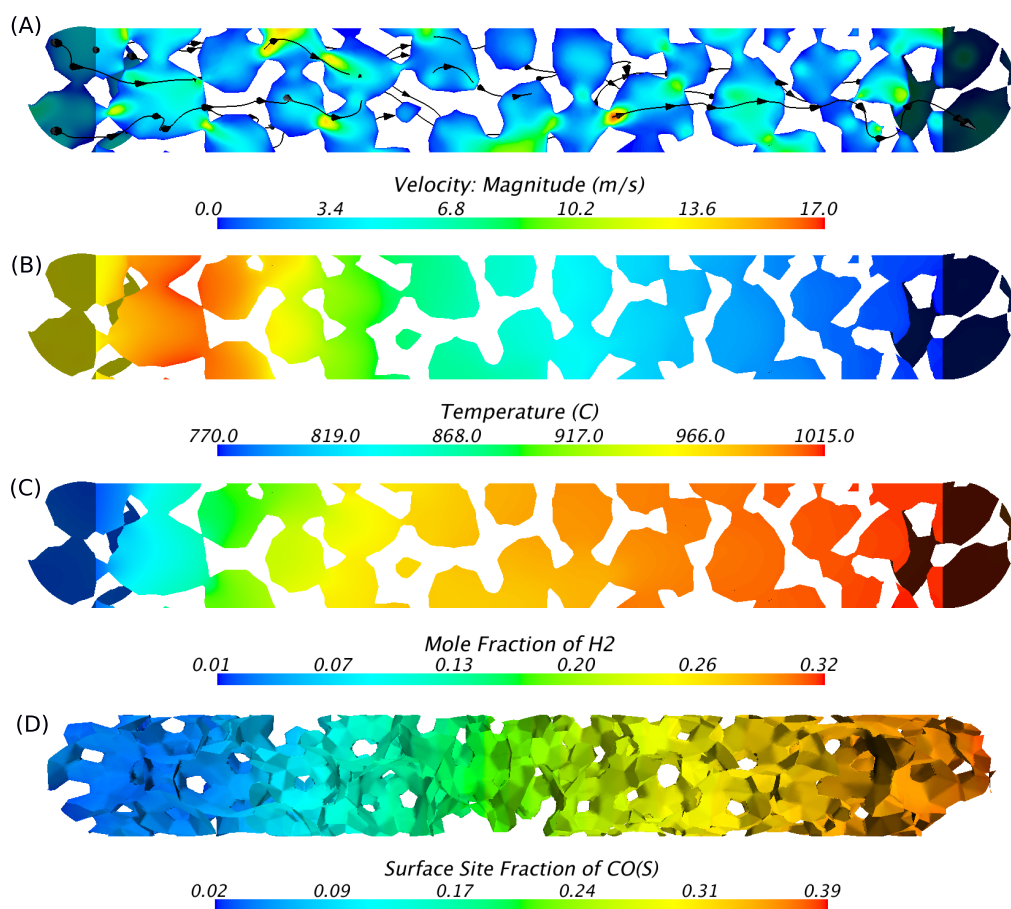 (A)
Velocity: Magnitude (m/s)
0.0 3.4 6.8 10.2 13.6 17.0
(B)
Temperature (C)
770.0 819.0 868.0 917.0 966.0 1015.0
(C)
Mole Fraction of H2
0.01 0.07 0.13 0.20 0.26 0.32
(D)
Surface Site Fraction of CO(S)
0.02 0.09 0.17 0.24 0.31 0.39